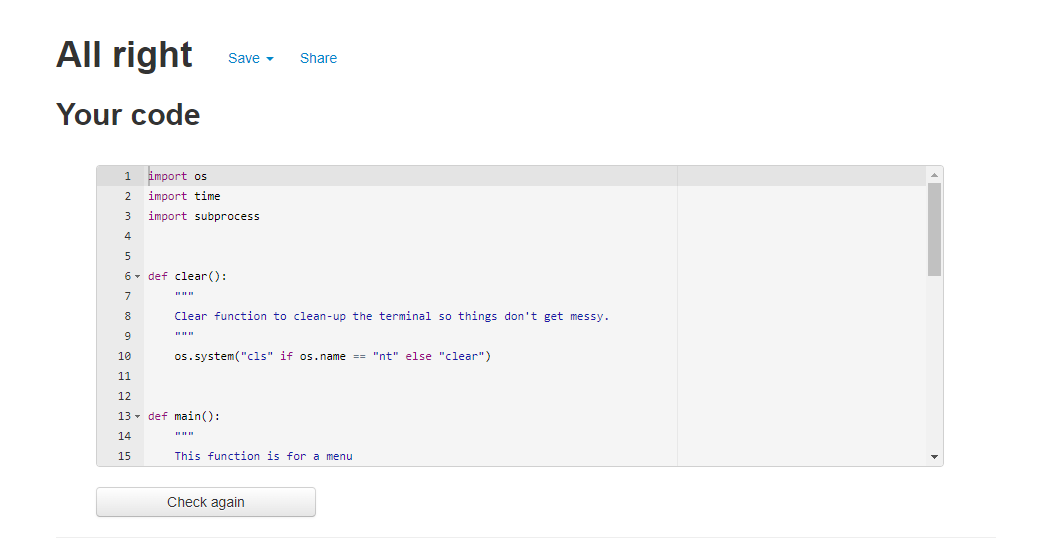 All right Save Share
Your code
1 import os
2 import time
3 import subprocess
4
5
6 def clear():
7     """
8     Clear function to clean-up the terminal so things don't get messy.
9     """
10     os.system("cls" if os.name == "nt" else "clear")
11
12
13 def main():
14     """
15     This function is for a menu
Check again